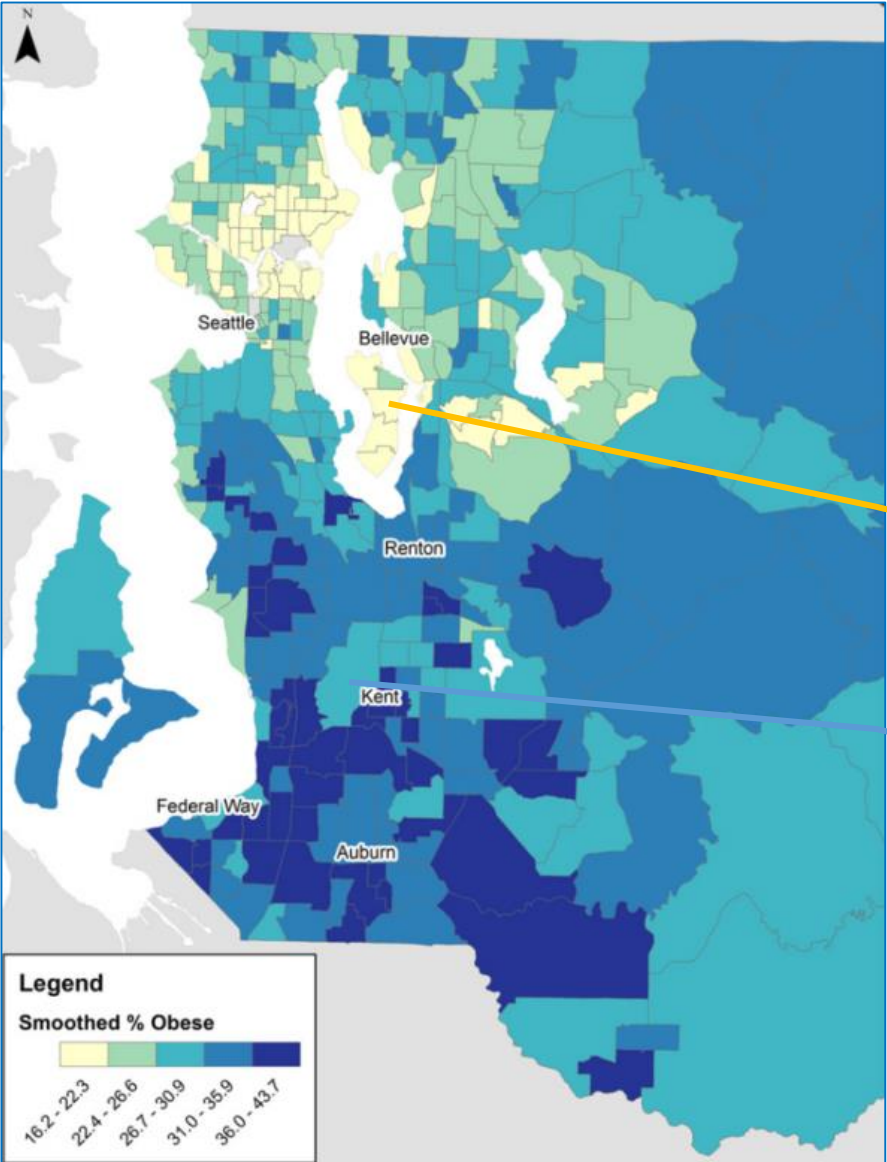 N
Seattle
Bellevue
Renton
Kent
Federal Way
Auburn
Legend
Smoothed % Obese
16.2 - 22.3
22.4 - 26.6
26.7 - 30.9
31.0 - 35.9
36.0 - 43.7